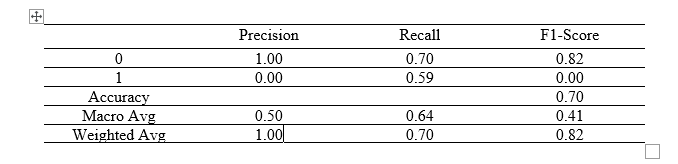 Precision Recall F1-Score
0 1.00 0.70 0.82
1 0.00 0.59 0.00
Accuracy 0.70
Macro Avg 0.50 0.64 0.41
Weighted Avg 1.00 0.70 0.82